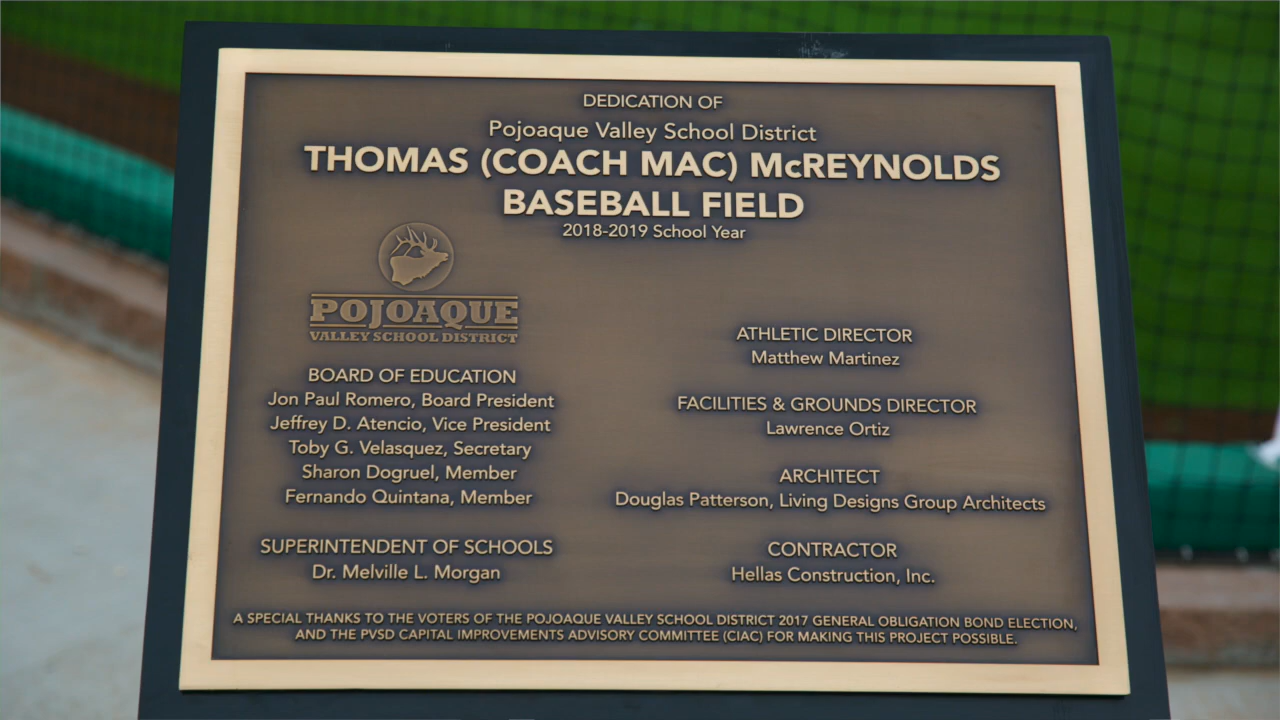 DEDICATION OF
Pojoaque Valley School District
THOMAS (COACH MAC) McREYNOLDS
BASEBALL FIELD
2018-2019 School Year
POJOAQUE
VALLEY SCHOOL DISTRICT
BOARD OF EDUCATION
Jon Paul Romero, Board President
Jeffrey D. Atencio, Vice President
Toby G. Velasquez, Secretary
Sharon Dogruel, Member
Fernando Quintana, Member
SUPERINTENDENT OF SCHOOLS
Dr. Melville L. Morgan
ATHLETIC DIRECTOR
Matthew Martinez
FACILITIES & GROUNDS DIRECTOR
Lawrence Ortiz
ARCHITECT
Douglas Patterson, Living Designs Group Architects
CONTRACTOR
Hellas Construction, Inc.
A SPECIAL THANKS TO THE VOTERS OF THE POJOAQUE VALLEY SCHOOL DISTRICT 2017 GENERAL OBLIGATION BOND ELECTION,
AND THE PVSD CAPITAL IMPROVEMENTS ADVISORY COMMITTEE (CIAC) FOR MAKING THIS PROJECT POSSIBLE.